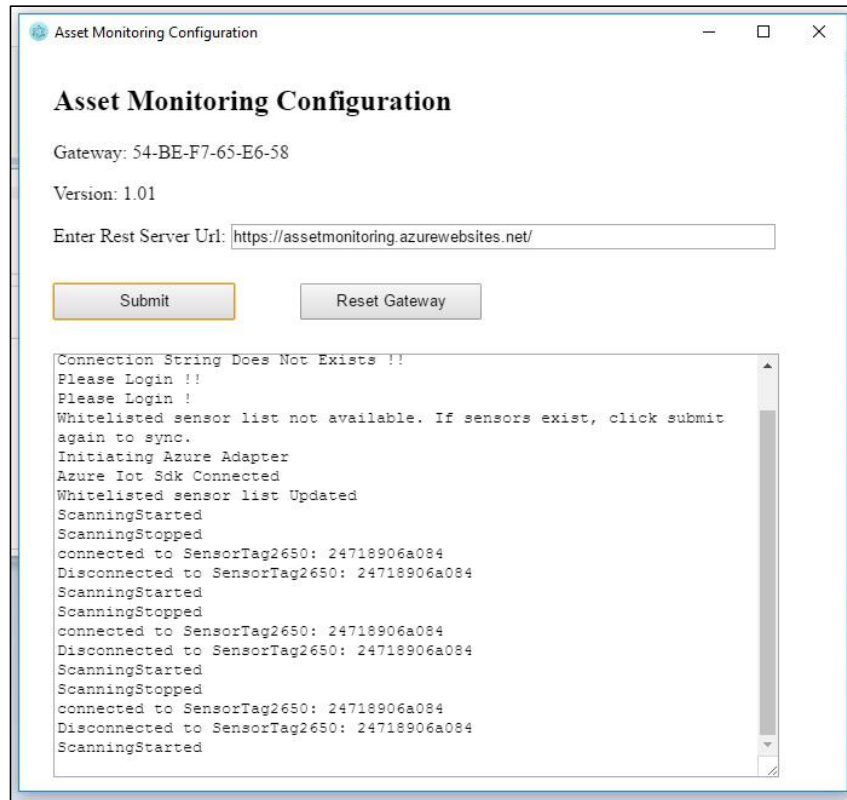 Asset Monitoring Configuration
Asset Monitoring Configuration
Gateway: 54-BE-F7-65-E6-58
Version: 1.01
Enter Rest Server Url: https://assetmonitoring.azurewebsites.net/
Submit Reset Gateway
Connection String Does Not Exists !!
Please Login !!
Please Login !
Whitelisted sensor list not available. If sensors exist, click submit
again to sync.
Initiating Azure Adapter
Azure Iot Sdk Connected
Whitelisted sensor list Updated
ScanningStarted
ScanningStopped
connected to SensorTag2650: 24718906a084
Disconnected to SensorTag2650: 24718906a084
ScanningStarted
ScanningStopped
connected to SensorTag2650: 24718906a084
Disconnected to SensorTag2650: 24718906a084
ScanningStarted
ScanningStopped
connected to SensorTag2650: 24718906a084
Disconnected to SensorTag2650: 24718906a084
ScanningStarted